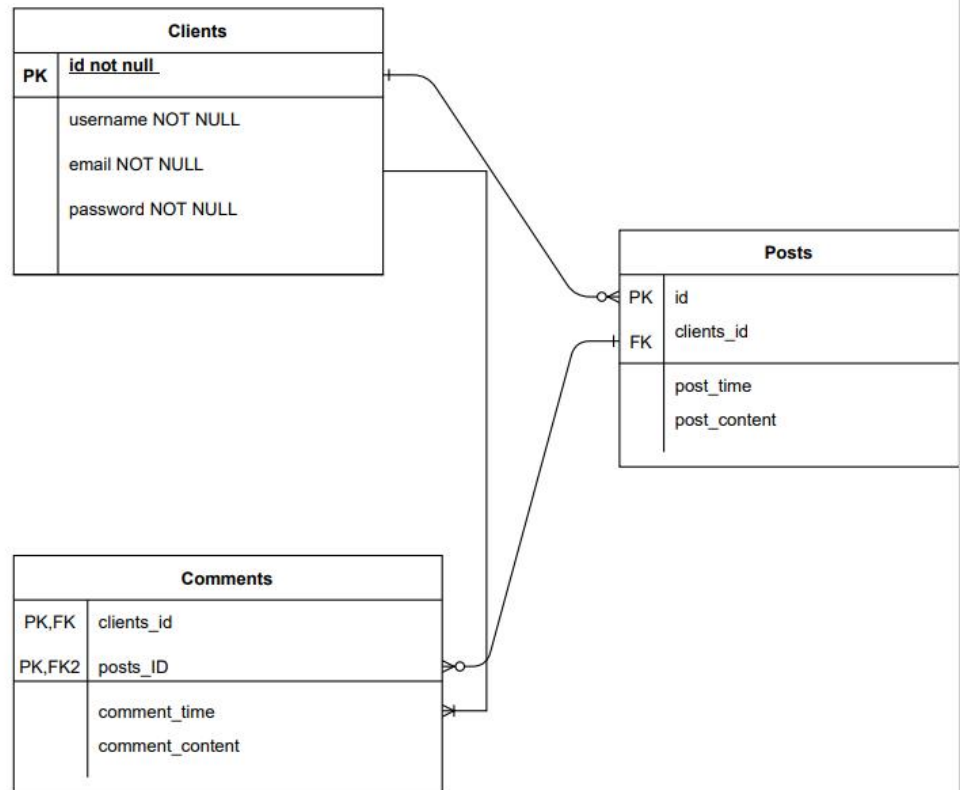 Clients
PK id not null
username NOT NULL
email NOT NULL
password NOT NULL
Posts
PK id
FK clients_id
post_time
post_content
Comments
PK,FK clients_id
PK,FK2 posts_ID
comment_time
comment_content